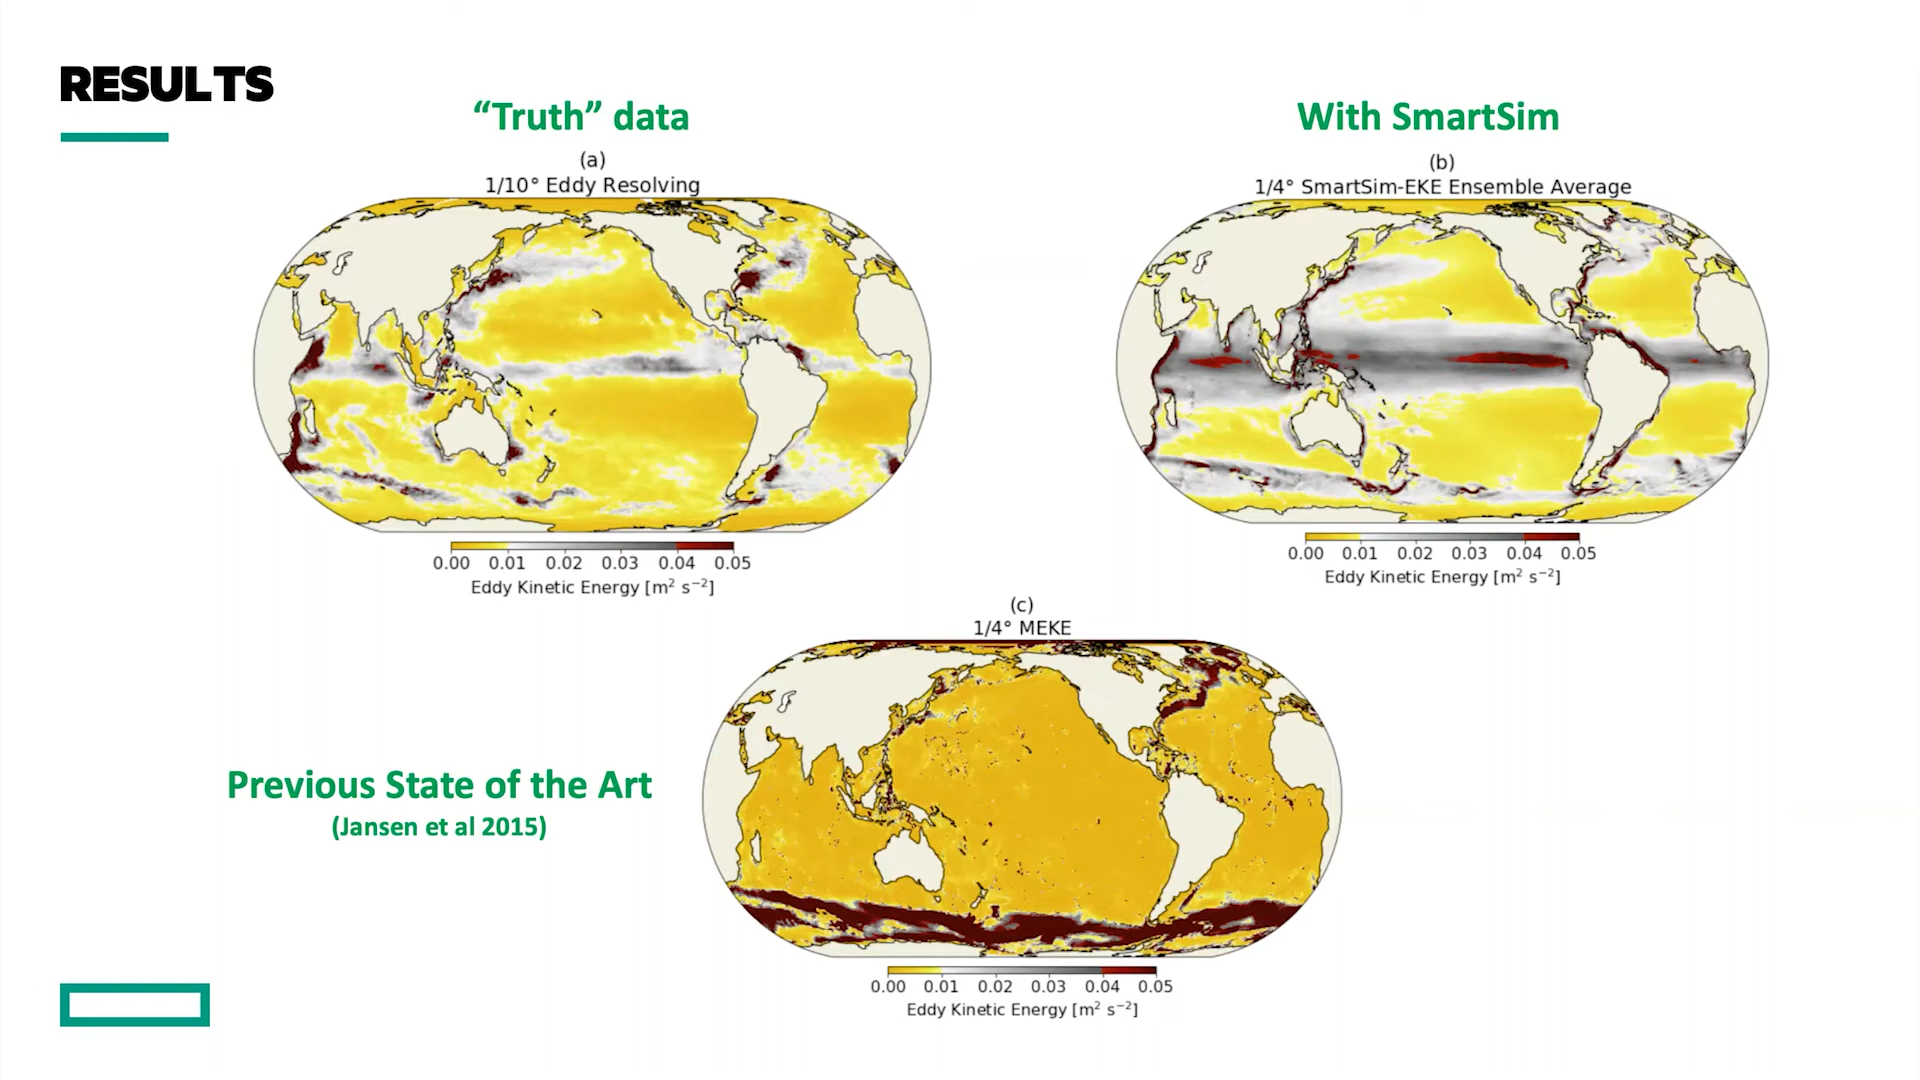 RESULTS
“Truth” data
(a)
1/10° Eddy Resolving
0.00 0.01 0.02 0.03 0.04 0.05
Eddy Kinetic Energy [m² s⁻²]
With SmartSim
(b)
1/4° SmartSim-EKE Ensemble Average
0.00 0.01 0.02 0.03 0.04 0.05
Eddy Kinetic Energy [m² s⁻²]
Previous State of the Art
(Jansen et al 2015)
(c)
1/4° MEKE
0.00 0.01 0.02 0.03 0.04 0.05
Eddy Kinetic Energy [m² s⁻²]